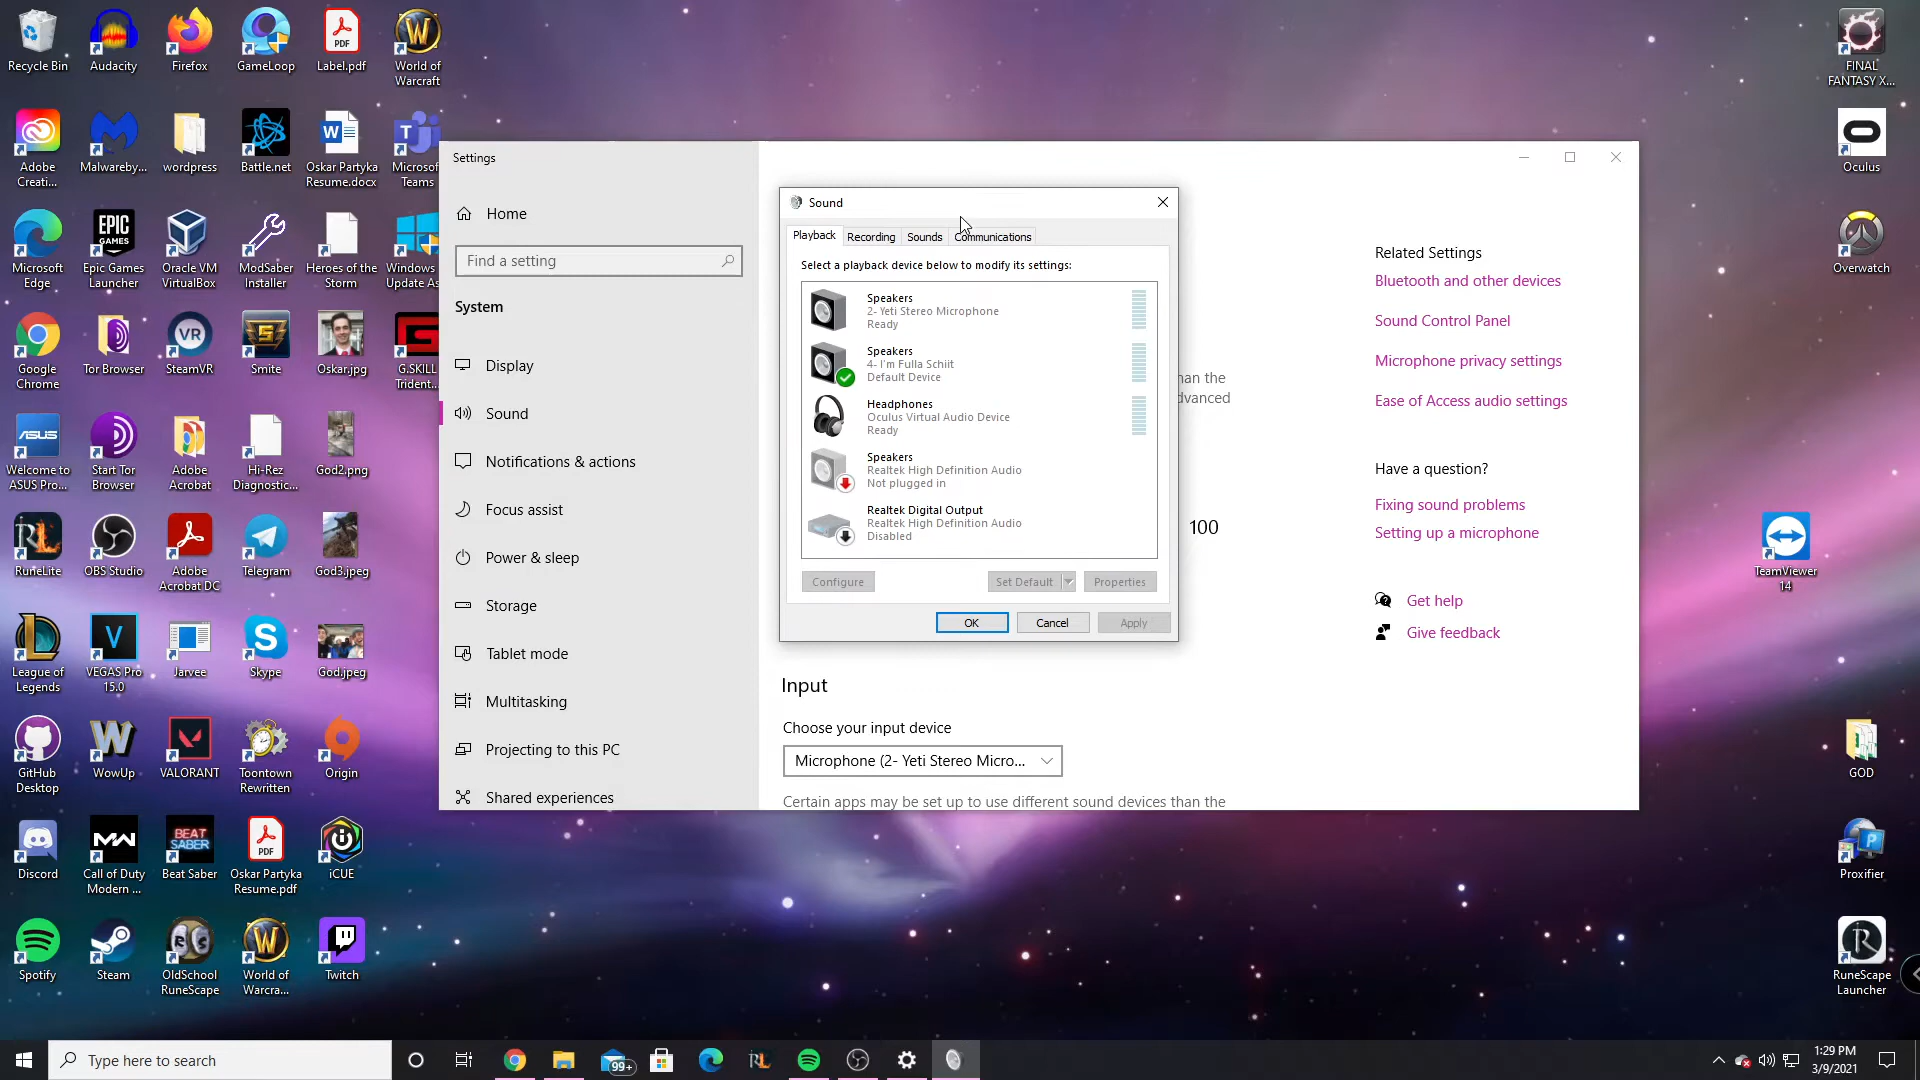 Recycle Bin
Audacity
Firefox
GameLoop
PDF
Label.pdf
World of
Warcraft
FINAL
FANTASY X...
Adobe
Creati...
Malwareby...
wordpress
Battle.net
Oskar Partyka
Resume.docx
Microsof
Teams
Oculus
Microsoft
Edge
EPIC
GAMES
Epic Games
Launcher
Oracle VM
VirtualBox
ModSaber
Installer
Heroes of the
Storm
Windows
Update As
Overwatch
Google
Chrome
Tor Browser
VR
SteamVR
Smite
Oskar.jpg
G.SKILL
Trident...
ASUS
Welcome to
ASUS Pro...
Start Tor
Browser
Adobe
Acrobat
Hi-Rez
Diagnostic...
God2.png
RuneLite
OBS Studio
Adobe
Acrobat DC
Telegram
God3.jpeg
TeamViewer
14
League of
Legends
VEGAS Pro
15.0
Jarvee
Skype
God.jpeg
GitHub
Desktop
WowUp
VALORANT
Toontown
Rewritten
Origin
GOD
Discord
Call of Duty
Modern ...
BEAT
SABER
Beat Saber
PDF
Oskar Partyka
Resume.pdf
iCUE
Proxifier
Spotify
Steam
OldSchool
RuneScape
World of
Warcra...
Twitch
RuneScape
Launcher
Settings
Home
Find a setting
System
Display
Sound
Notifications & actions
Focus assist
Power & sleep
Storage
Tablet mode
Multitasking
Projecting to this PC
Shared experiences
Sound
Playback
Recording
Sounds
Communications
Select a playback device below to modify its settings:
Speakers
2- Yeti Stereo Microphone
Ready
Speakers
4- I'm Fulla Schiit
Default Device
Headphones
Oculus Virtual Audio Device
Ready
Speakers
Realtek High Definition Audio
Not plugged in
Realtek Digital Output
Realtek High Definition Audio
Disabled
Configure
Set Default
Properties
OK
Cancel
Apply
han the
dvanced
100
Input
Choose your input device
Microphone (2- Yeti Stereo Micro...
Certain apps may be set up to use different sound devices than the
Related Settings
Bluetooth and other devices
Sound Control Panel
Microphone privacy settings
Ease of Access audio settings
Have a question?
Fixing sound problems
Setting up a microphone
Get help
Give feedback
Type here to search
99+
1:29 PM
3/9/2021